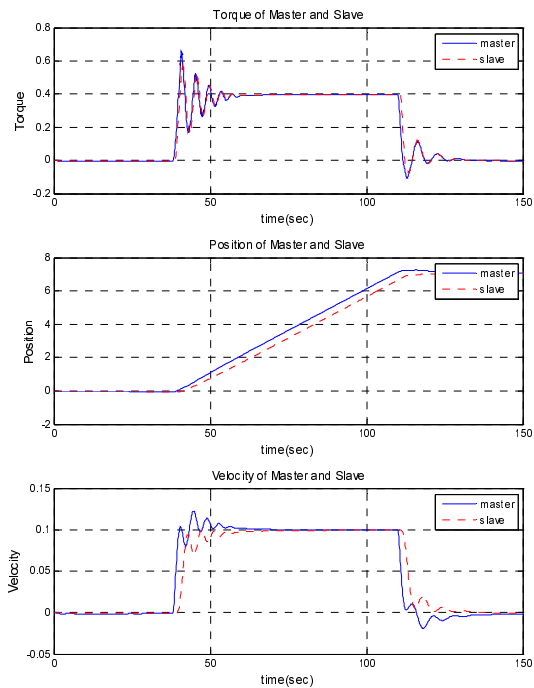 Torque of Master and Slave
0.8
0.6
0.4
0.2
0
-0.2
Torque
master
slave
0
50
100
150
time(sec)
Position of Master and Slave
8
6
4
2
0
-2
Position
master
slave
0
50
100
150
time(sec)
Velocity of Master and Slave
0.15
0.1
0.05
0
-0.05
Velocity
master
slave
0
50
100
150
time(sec)